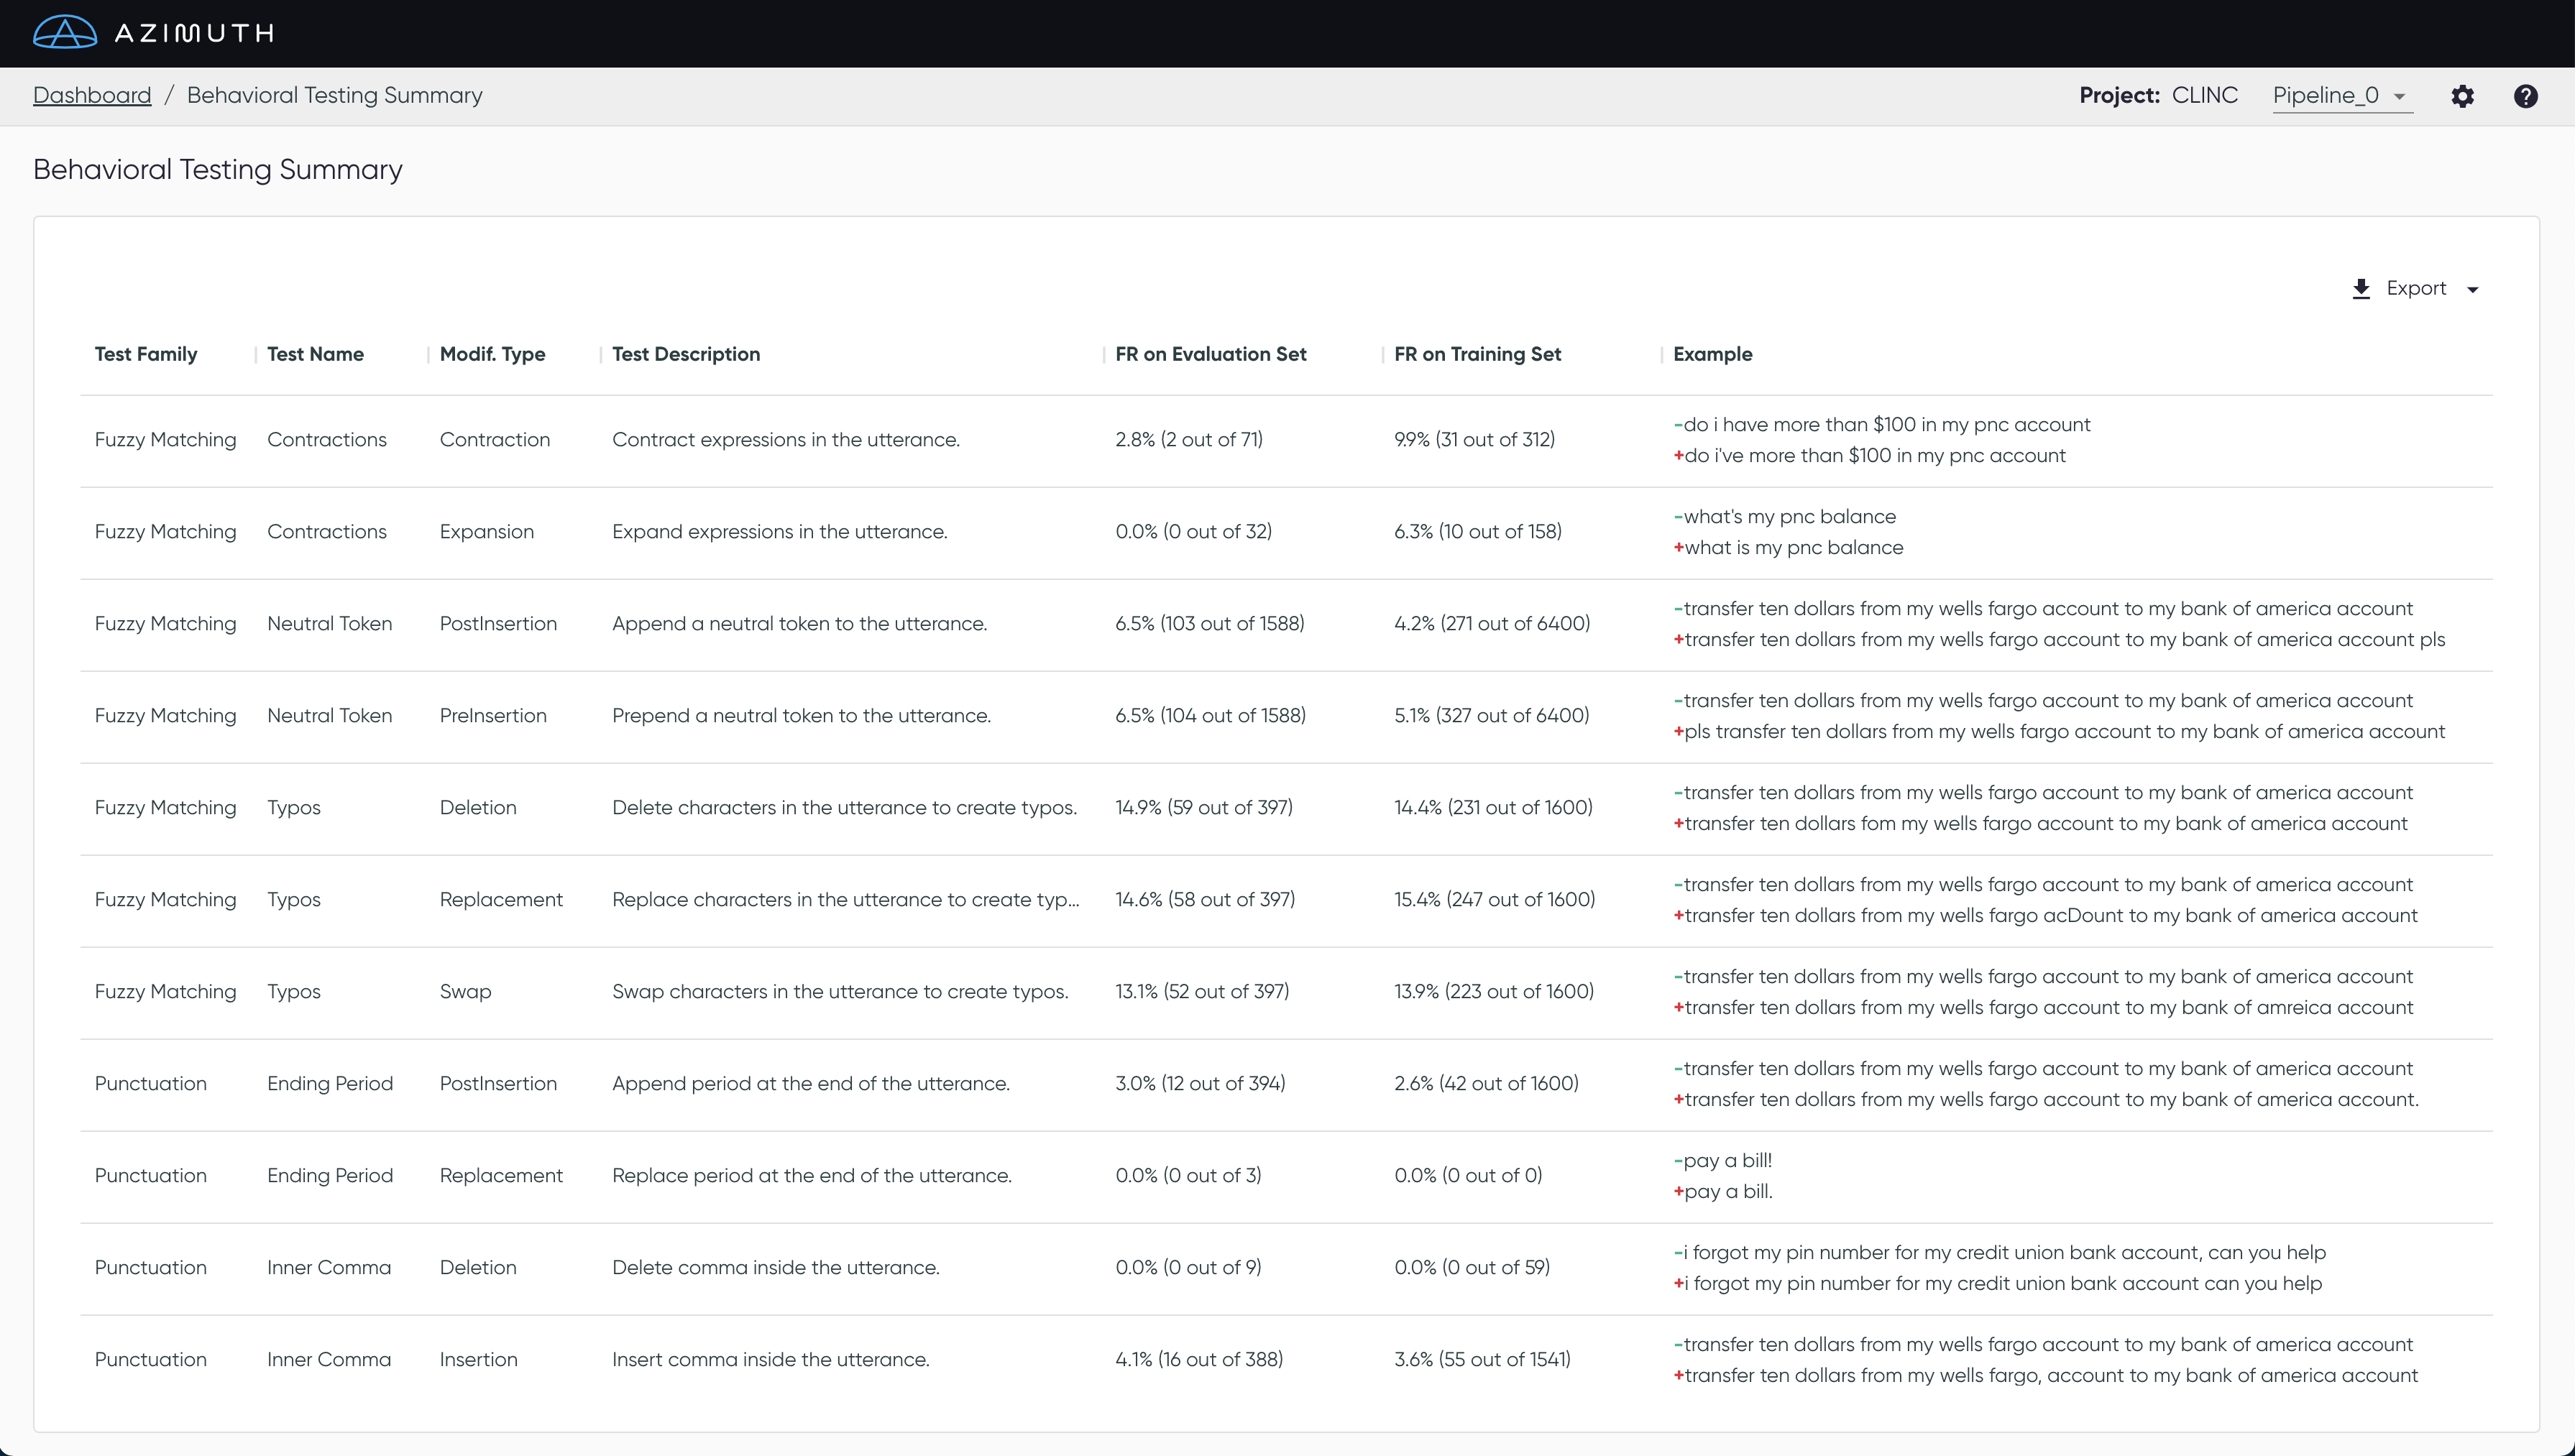 AZIMUTH
Dashboard / Behavioral Testing Summary Project: CLINC Pipeline_0
Behavioral Testing Summary
Export
Test Family Test Name Modif. Type Test Description FR on Evaluation Set FR on Training Set Example
Fuzzy Matching Contractions Contraction Contract expressions in the utterance. 2.8% (2 out of 71) 9.9% (31 out of 312)
-do i have more than $100 in my pnc account
+do i've more than $100 in my pnc account
Fuzzy Matching Contractions Expansion Expand expressions in the utterance. 0.0% (0 out of 32) 6.3% (10 out of 158)
-what's my pnc balance
+what is my pnc balance
Fuzzy Matching Neutral Token PostInsertion Append a neutral token to the utterance. 6.5% (103 out of 1588) 4.2% (271 out of 6400)
-transfer ten dollars from my wells fargo account to my bank of america account
+transfer ten dollars from my wells fargo account to my bank of america account pls
Fuzzy Matching Neutral Token PreInsertion Prepend a neutral token to the utterance. 6.5% (104 out of 1588) 5.1% (327 out of 6400)
-transfer ten dollars from my wells fargo account to my bank of america account
+pls transfer ten dollars from my wells fargo account to my bank of america account
Fuzzy Matching Typos Deletion Delete characters in the utterance to create typos. 14.9% (59 out of 397) 14.4% (231 out of 1600)
-transfer ten dollars from my wells fargo account to my bank of america account
+transfer ten dollars fom my wells fargo account to my bank of america account
Fuzzy Matching Typos Replacement Replace characters in the utterance to create typ... 14.6% (58 out of 397) 15.4% (247 out of 1600)
-transfer ten dollars from my wells fargo account to my bank of america account
+transfer ten dollars from my wells fargo acDount to my bank of america account
Fuzzy Matching Typos Swap Swap characters in the utterance to create typos. 13.1% (52 out of 397) 13.9% (223 out of 1600)
-transfer ten dollars from my wells fargo account to my bank of america account
+transfer ten dollars from my wells fargo account to my bank of amreica account
Punctuation Ending Period PostInsertion Append period at the end of the utterance. 3.0% (12 out of 394) 2.6% (42 out of 1600)
-transfer ten dollars from my wells fargo account to my bank of america account
+transfer ten dollars from my wells fargo account to my bank of america account.
Punctuation Ending Period Replacement Replace period at the end of the utterance. 0.0% (0 out of 3) 0.0% (0 out of 0)
-pay a bill!
+pay a bill.
Punctuation Inner Comma Deletion Delete comma inside the utterance. 0.0% (0 out of 9) 0.0% (0 out of 59)
-i forgot my pin number for my credit union bank account, can you help
+i forgot my pin number for my credit union bank account can you help
Punctuation Inner Comma Insertion Insert comma inside the utterance. 4.1% (16 out of 388) 3.6% (55 out of 1541)
-transfer ten dollars from my wells fargo account to my bank of america account
+transfer ten dollars from my wells fargo, account to my bank of america account